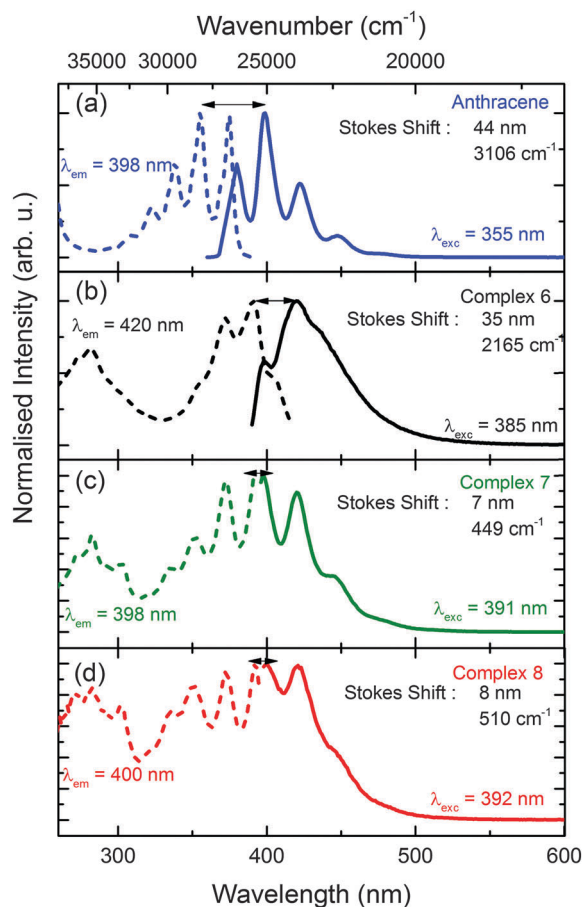 Wavenumber (cm⁻¹)
35000 30000 25000 20000
(a) Anthracene
Stokes Shift : 44 nm
3106 cm⁻¹
λem = 398 nm
λexc = 355 nm
(b) Complex 6
λem = 420 nm
Stokes Shift : 35 nm
2165 cm⁻¹
λexc = 385 nm
(c) Complex 7
Stokes Shift : 7 nm
449 cm⁻¹
λem = 398 nm
λexc = 391 nm
(d) Complex 8
Stokes Shift : 8 nm
510 cm⁻¹
λem = 400 nm
λexc = 392 nm
300 400 500 600
Wavelength (nm)
Normalised Intensity (arb. u.)